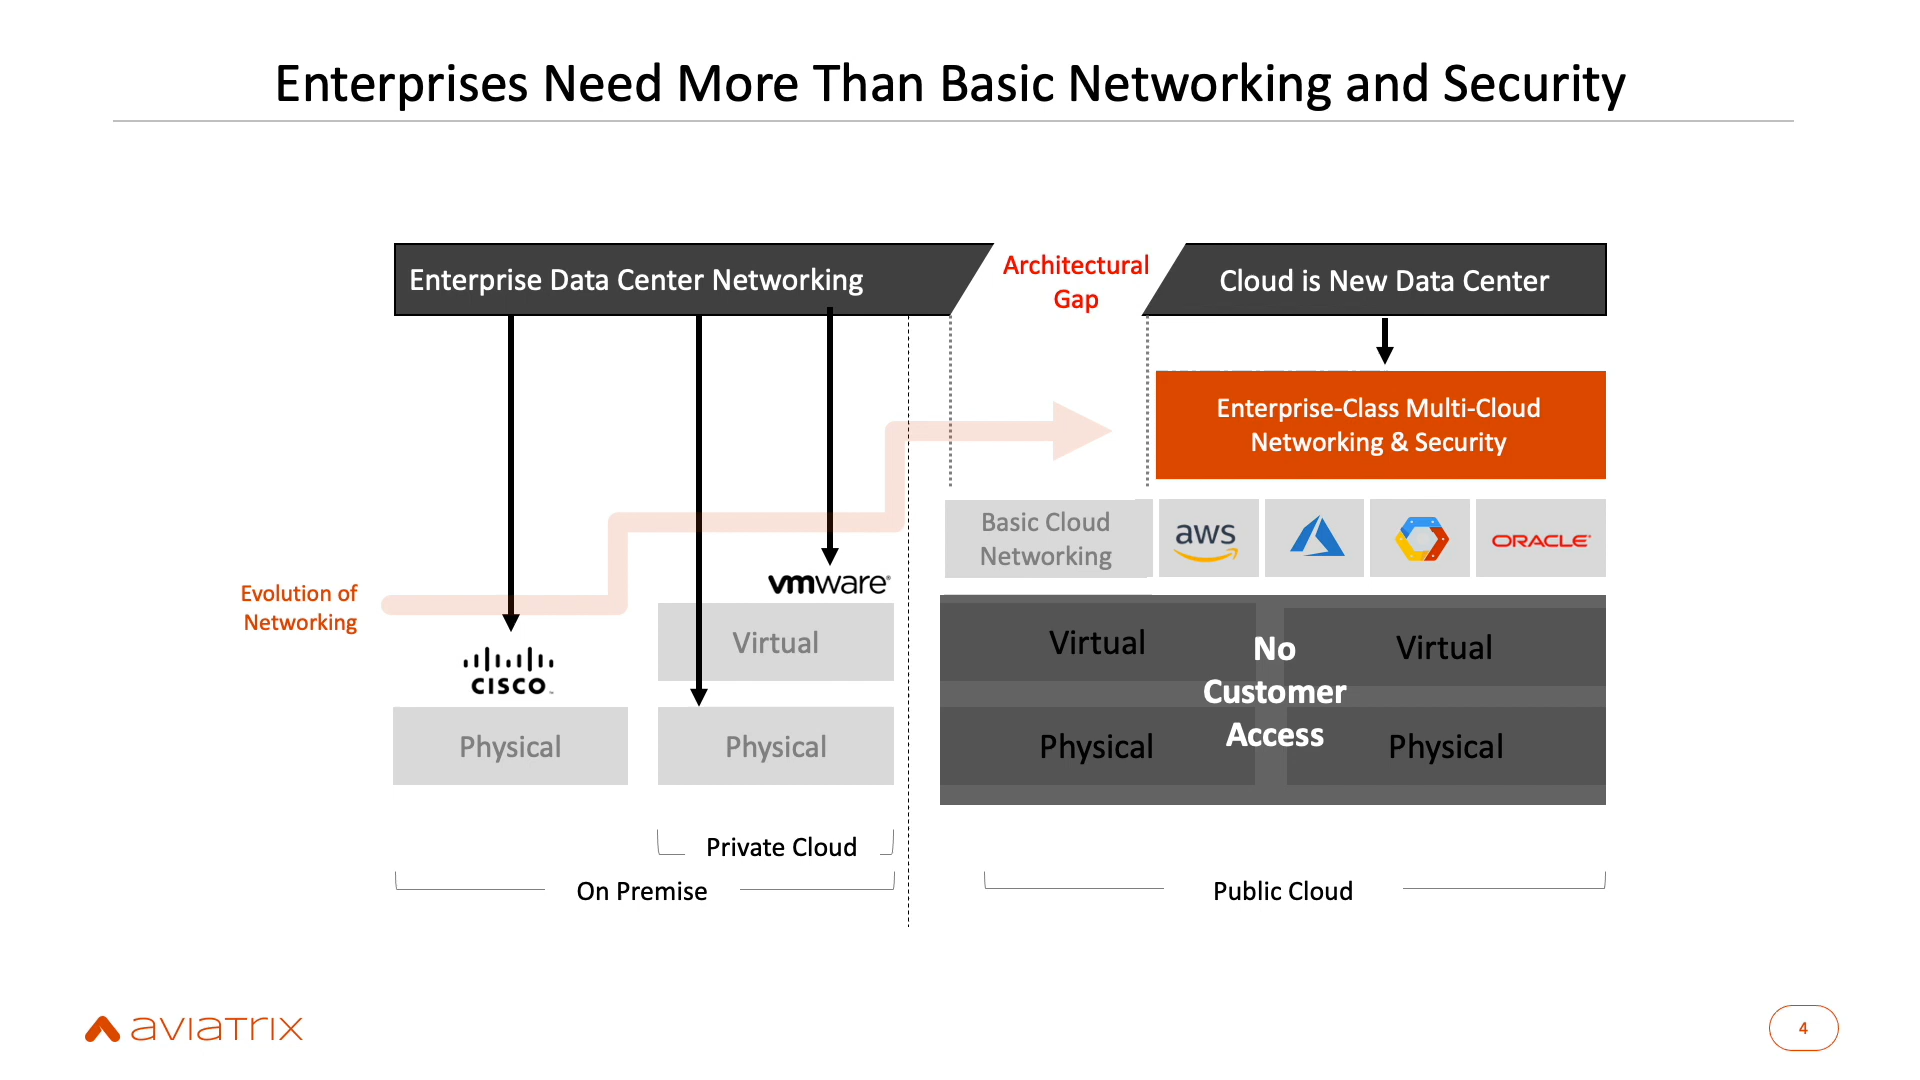 Enterprises Need More Than Basic Networking and Security
Enterprise Data Center Networking
Architectural
Gap
Cloud is New Data Center
Enterprise-Class Multi-Cloud
Networking & Security
Basic Cloud
Networking
aws
ORACLE
Evolution of
Networking
vmware®
CISCO™
Virtual
Physical
Physical
Virtual
Virtual
No
Customer
Access
Physical
Physical
Private Cloud
On Premise
Public Cloud
aviatrix
4